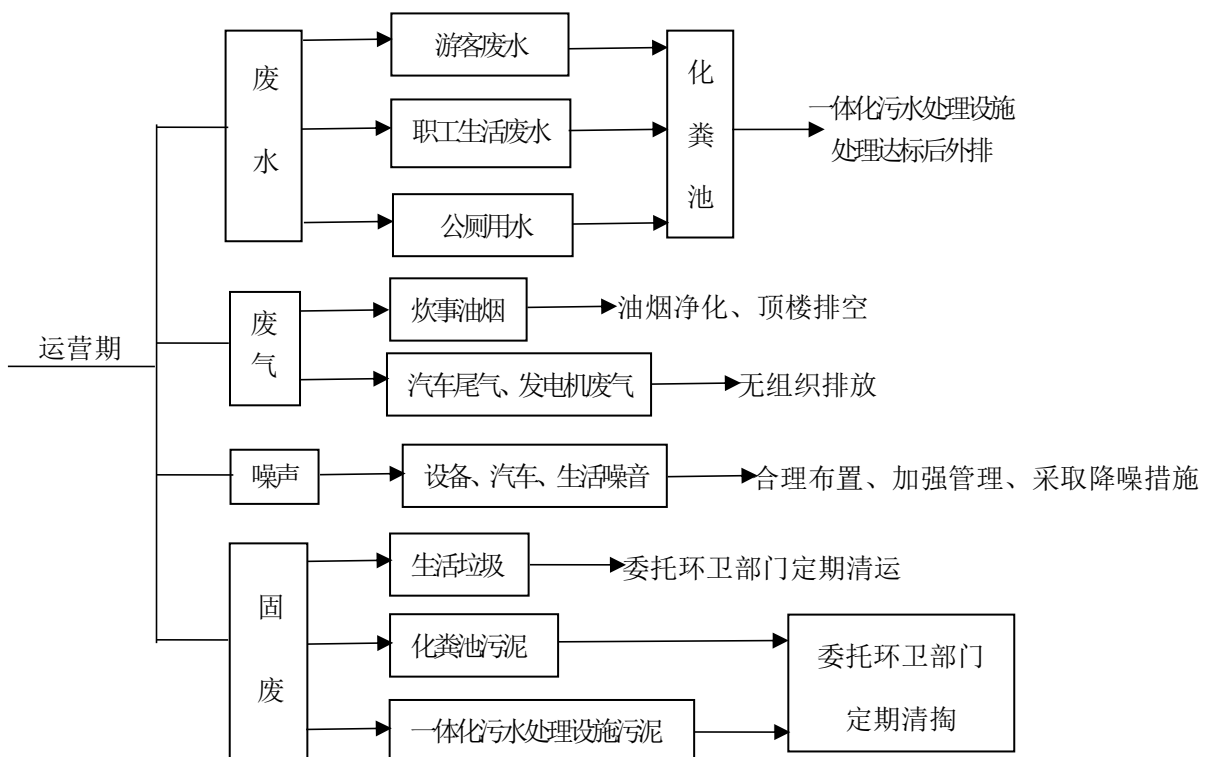 运营期
废水
游客废水
职工生活废水
公厕用水
化粪池
一体化污水处理设施
处理达标后外排
废气
炊事油烟
油烟净化、顶楼排空
汽车尾气、发电机废气
无组织排放
噪声
设备、汽车、生活噪音
合理布置、加强管理、采取降噪措施
固废
生活垃圾
委托环卫部门定期清运
化粪池污泥
一体化污水处理设施污泥
委托环卫部门
定期清掏